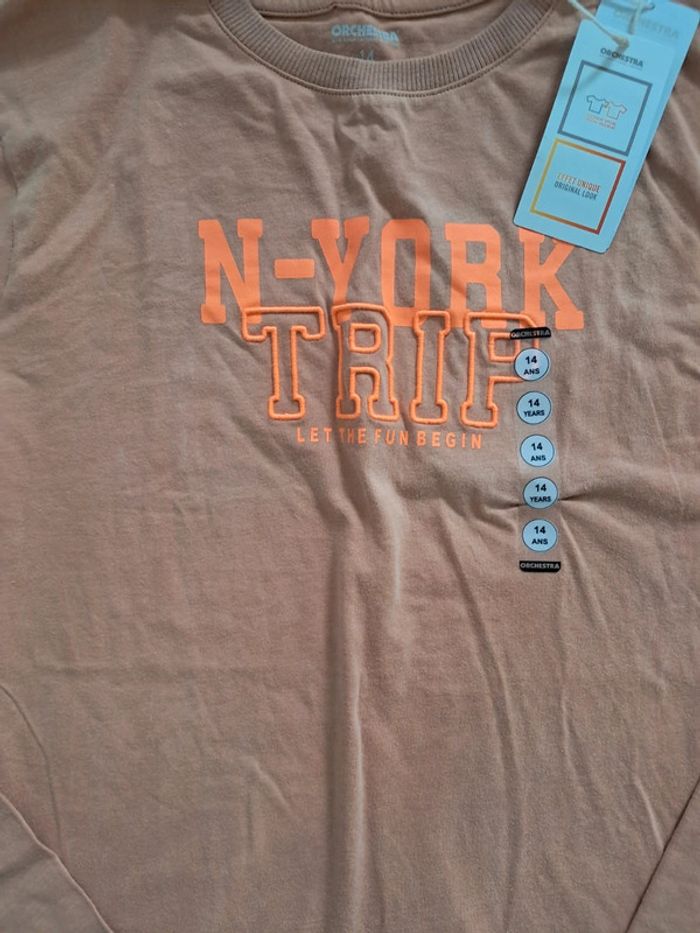 ORCHESTRA
14
ORCHESTRA
EFFET UNIQUE
ORIGINAL LOOK
N-YORK
TRIP
LET THE FUN BEGIN
ORCHESTRA
14
ANS
14
YEARS
14
ANS
14
YEARS
14
ANS
ORCHESTRA